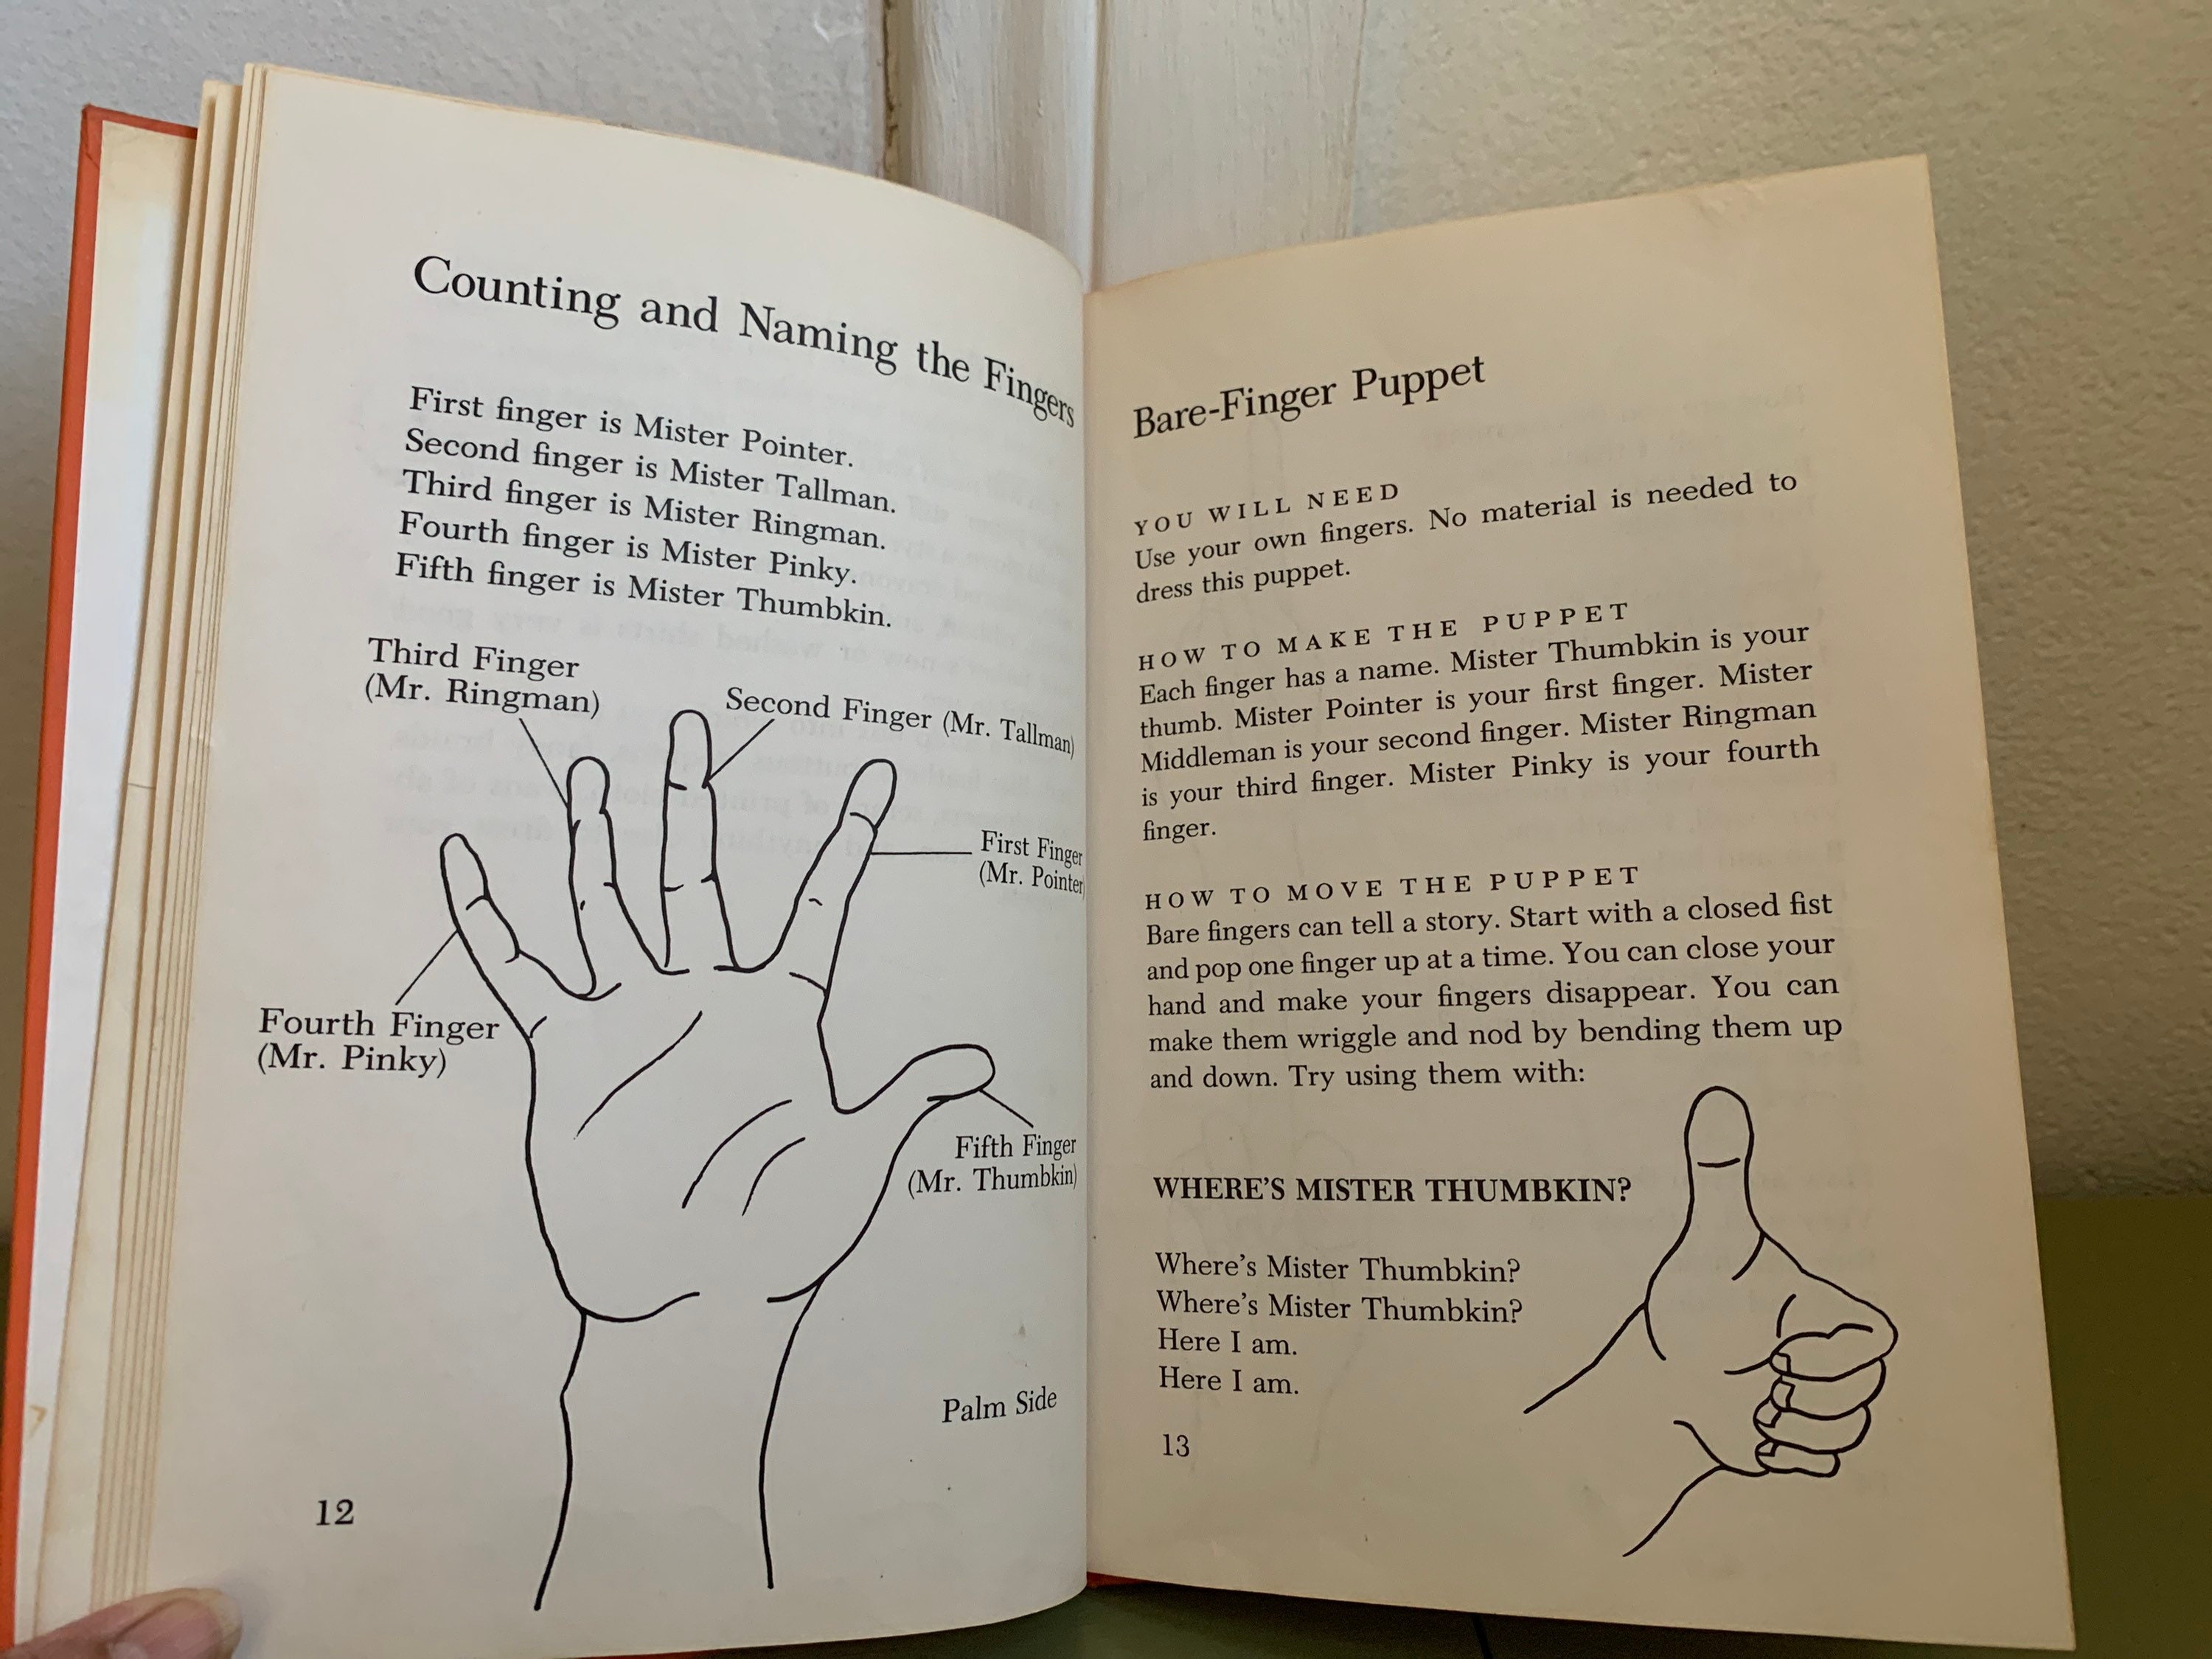 Counting and Naming the Fingers
First finger is Mister Pointer.
Second finger is Mister Tallman.
Third finger is Mister Ringman.
Fourth finger is Mister Pinky.
Fifth finger is Mister Thumbkin.
Third Finger
(Mr. Ringman)
Second Finger (Mr. Tallman)
First Finger
(Mr. Pointer
Fourth Finger
(Mr. Pinky)
Fifth Finger
(Mr. Thumbkin)
Palm Side
12
Bare-Finger Puppet
YOU WILL NEED
Use your own fingers. No material is needed to
dress this puppet.
HOW TO MAKE THE PUPPET
Each finger has a name. Mister Thumbkin is your
thumb. Mister Pointer is your first finger. Mister
Middleman is your second finger. Mister Ringman
is your third finger. Mister Pinky is your fourth
finger.
HOW TO MOVE THE PUPPET
Bare fingers can tell a story. Start with a closed fist
and pop one finger up at a time. You can close your
hand and make your fingers disappear. You can
make them wriggle and nod by bending them up
and down. Try using them with:
WHERE'S MISTER THUMBKIN?
Where's Mister Thumbkin?
Where's Mister Thumbkin?
Here I am.
Here I am.
13